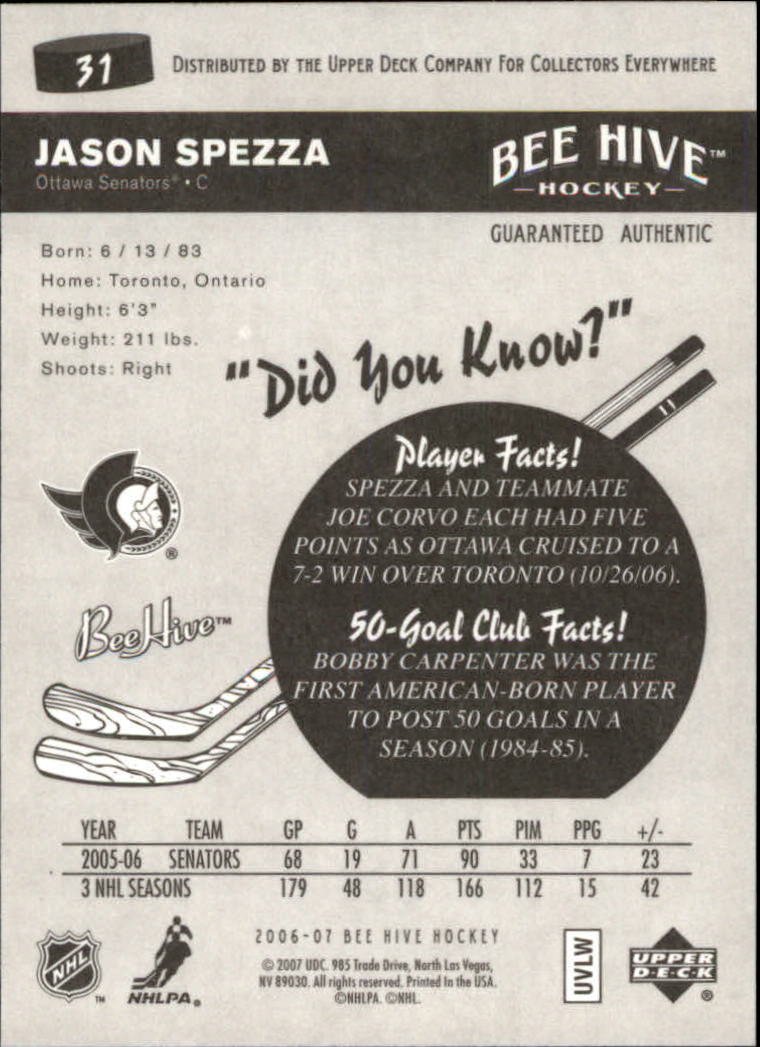 31
DISTRIBUTED BY THE UPPER DECK COMPANY FOR COLLECTORS EVERYWHERE
JASON SPEZZA
Ottawa Senators® • C
BEE HIVE™
HOCKEY
GUARANTEED AUTHENTIC
Born: 6 / 13 / 83
Home: Toronto, Ontario
Height: 6'3"
Weight: 211 lbs.
Shoots: Right
"Did You Know?"
Player Facts!
SPEZZA AND TEAMMATE
JOE CORVO EACH HAD FIVE
POINTS AS OTTAWA CRUISED TO A
7-2 WIN OVER TORONTO (10/26/06).
®
BeeHive™
50-Goal Club Facts!
BOBBY CARPENTER WAS THE
FIRST AMERICAN-BORN PLAYER
TO POST 50 GOALS IN A
SEASON (1984-85).
YEAR TEAM GP G A PTS PIM PPG +/-
2005-06 SENATORS 68 19 71 90 33 7 23
3 NHL SEASONS 179 48 118 166 112 15 42
NHL™
NHLPA®
2006-07 BEE HIVE HOCKEY
© 2007 UDC. 985 Trade Drive, North Las Vegas,
NV 89030. All rights reserved. Printed in the USA.
©NHLPA. ©NHL.
UVLW
UPPER
D·E·C·K
®